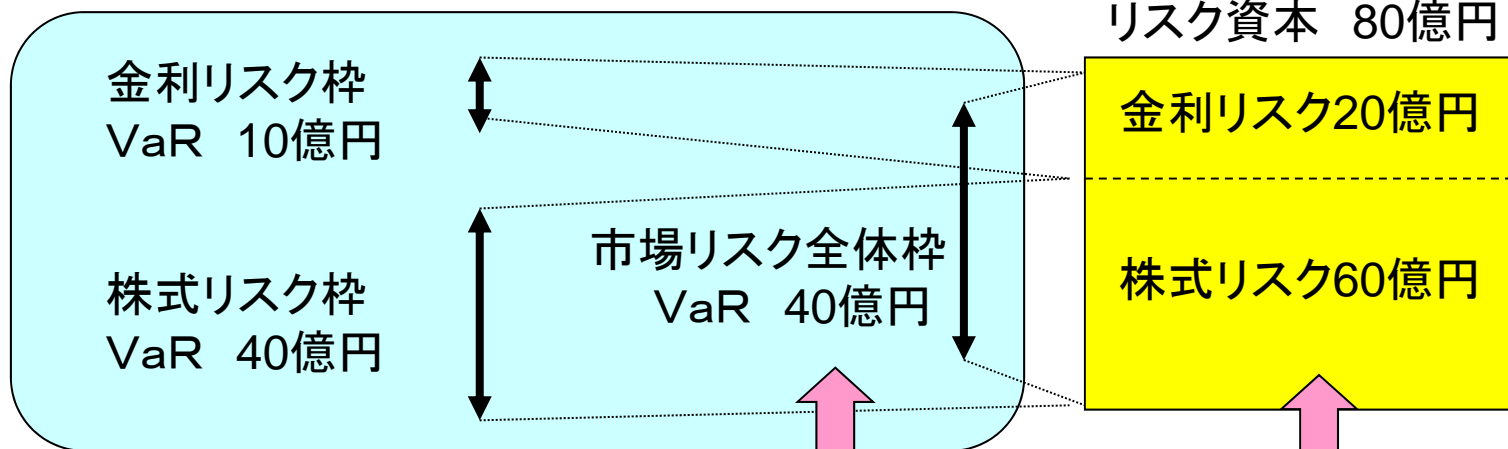 リスク資本 80億円
金利リスク枠
VaR 10億円
金利リスク20億円
市場リスク全体枠
VaR 40億円
株式リスク枠
VaR 40億円
株式リスク60億円